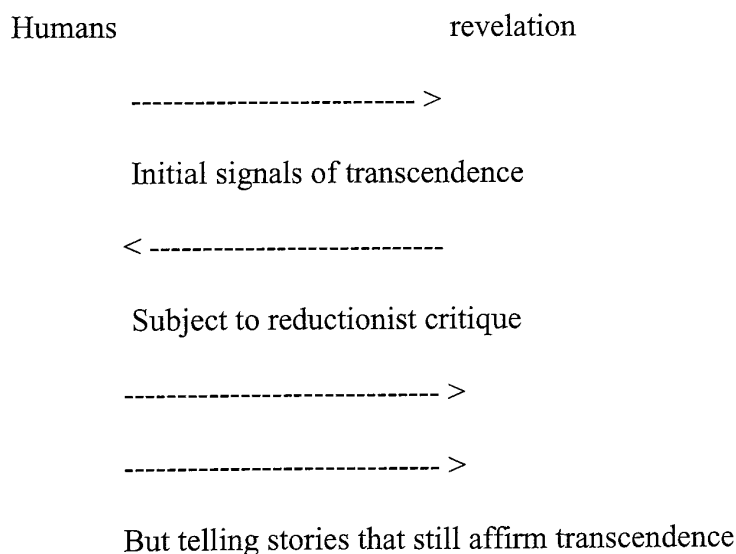 Humans revelation
--------------------------- >
Initial signals of transcendence
< ----------------------------
Subject to reductionist critique
------------------------------ >
------------------------------ >
But telling stories that still affirm transcendence